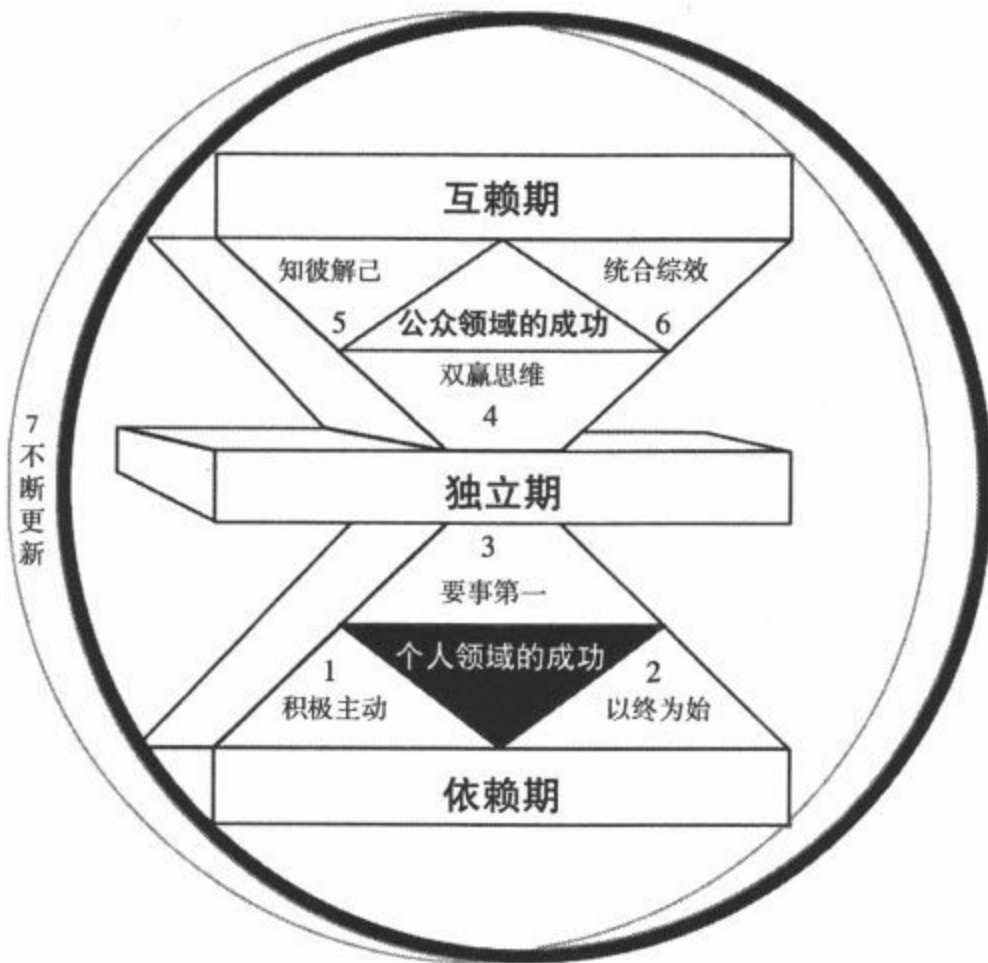 互赖期
知彼解己
统合综效
5
公众领域的成功
6
双赢思维
4
7
不断更新
独立期
3
要事第一
个人领域的成功
1
2
积极主动
以终为始
依赖期